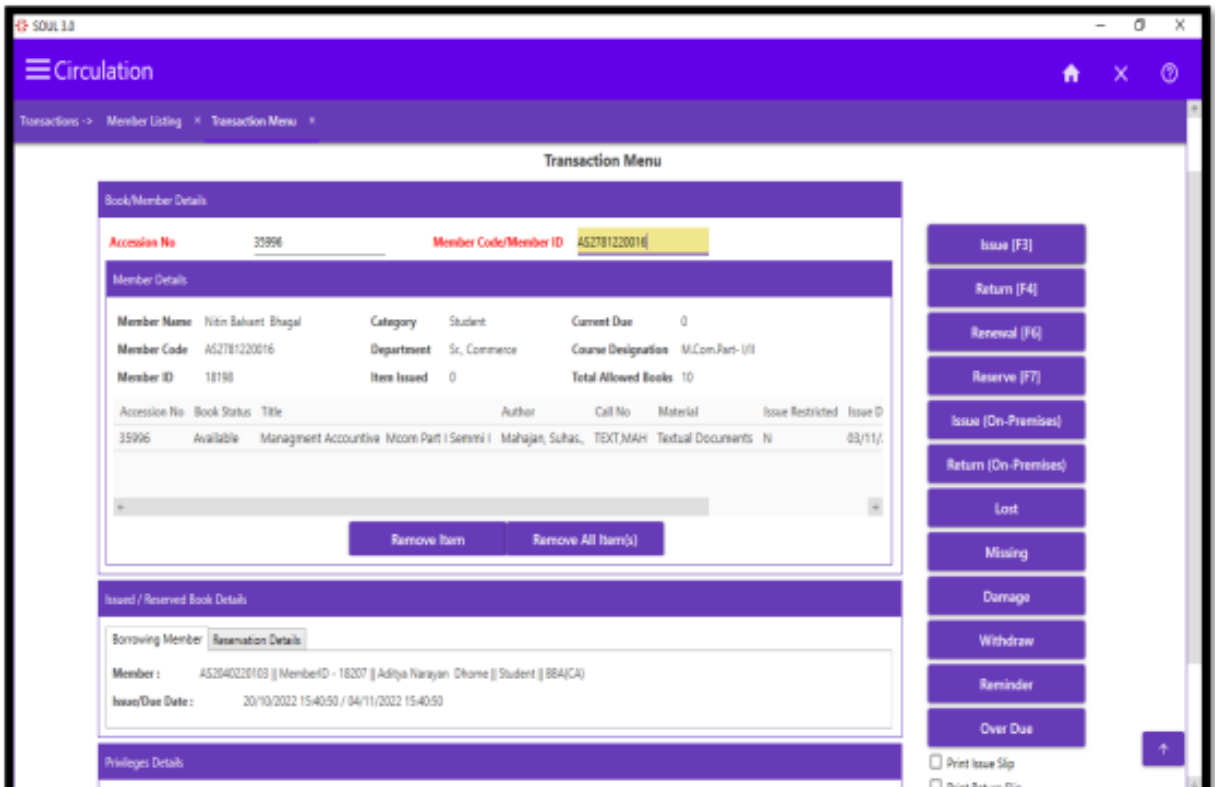 SOUL 3.0
Circulation
Transactions -> Member Listing × Transaction Menu ×
Transaction Menu
Book/Member Details
Accession No 35996 Member Code/Member ID AS2781220016
Member Details
Member Name Nitin Balvant Bhagal Category Student Current Due 0
Member Code AS2781220016 Department Sr., Commerce Course Designation M.Com.Part- I/II
Member ID 18198 Item Issued 0 Total Allowed Books 10
Accession No Book Status Title Author Call No Material Issue Restricted Issue D
35996 Available Managment Accountive Mcom Part I Semmi I Mahajan, Suhas., TEXT,MAH Textual Documents N 03/11/
Remove Item Remove All Item(s)
Issued / Reserved Book Details
Borrowing Member Reservation Details
Member : AS2040220103 || MemberID - 18207 || Aditya Narayan Dhome || Student || BBA(CA)
Issue/Due Date : 20/10/2022 15:40:50 / 04/11/2022 15:40:50
Privileges Details
Issue [F3]
Return [F4]
Renewal [F6]
Reserve [F7]
Issue (On-Premises)
Return (On-Premises)
Lost
Missing
Damage
Withdraw
Reminder
Over Due
Print Issue Slip
Print Return Slip